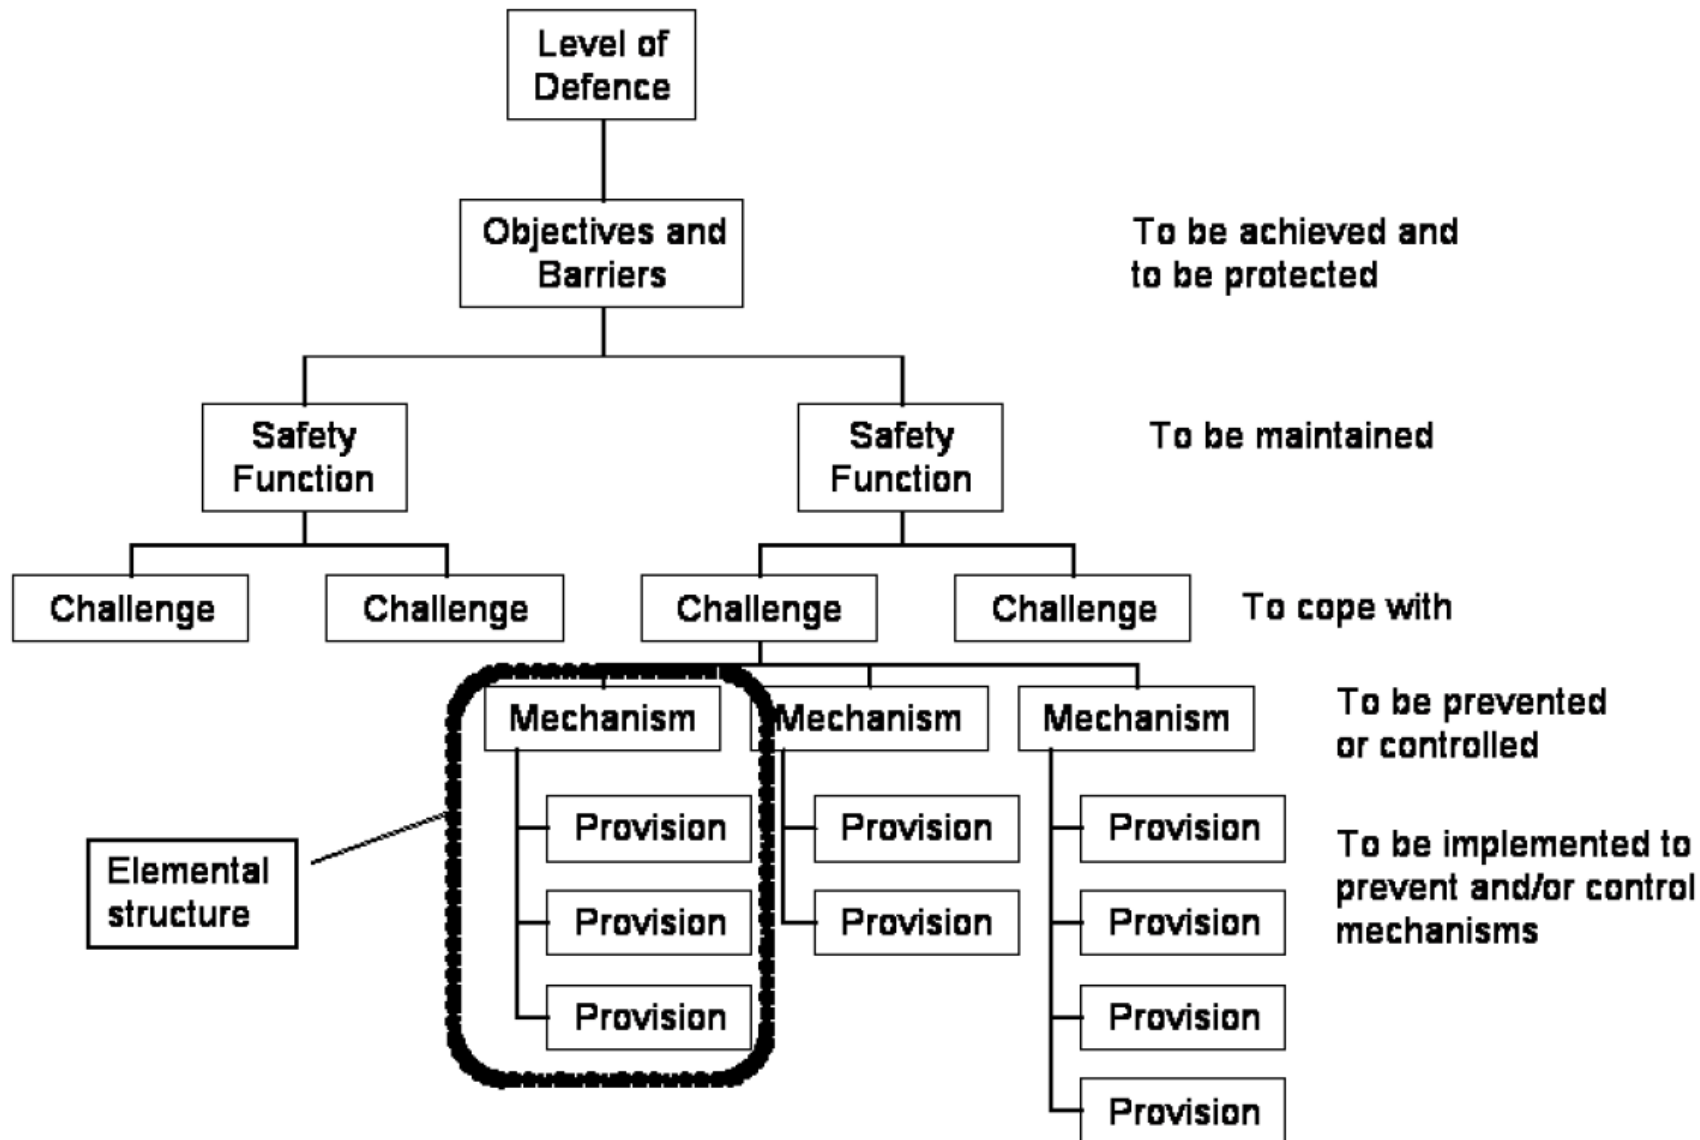 Level of
Defence
Objectives and
Barriers
To be achieved and
to be protected
Safety
Function
Safety
Function
To be maintained
Challenge
Challenge
Challenge
Challenge
To cope with
Mechanism
Mechanism
Mechanism
To be prevented
or controlled
Provision
Provision
Provision
Elemental
structure
To be implemented to
prevent and/or control
mechanisms
Provision
Provision
Provision
Provision
Provision
Provision